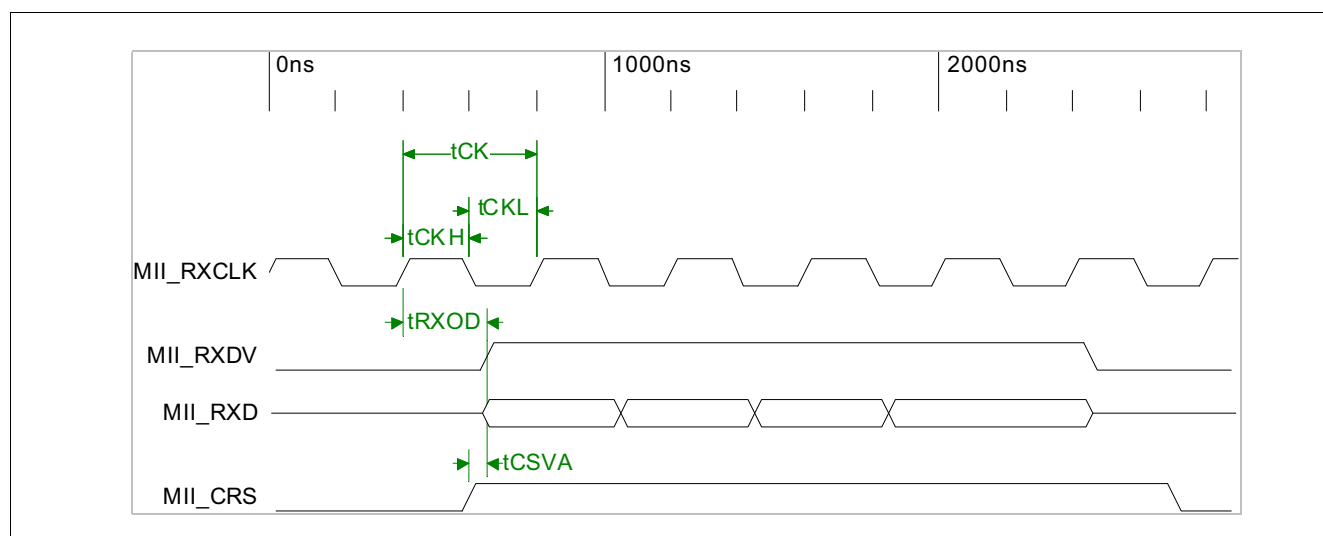 0ns 1000ns 2000ns
tCK
tCKL
tCKH
MII_RXCLK
tRXOD
MII_RXDV
MII_RXD
tCSVA
MII_CRS